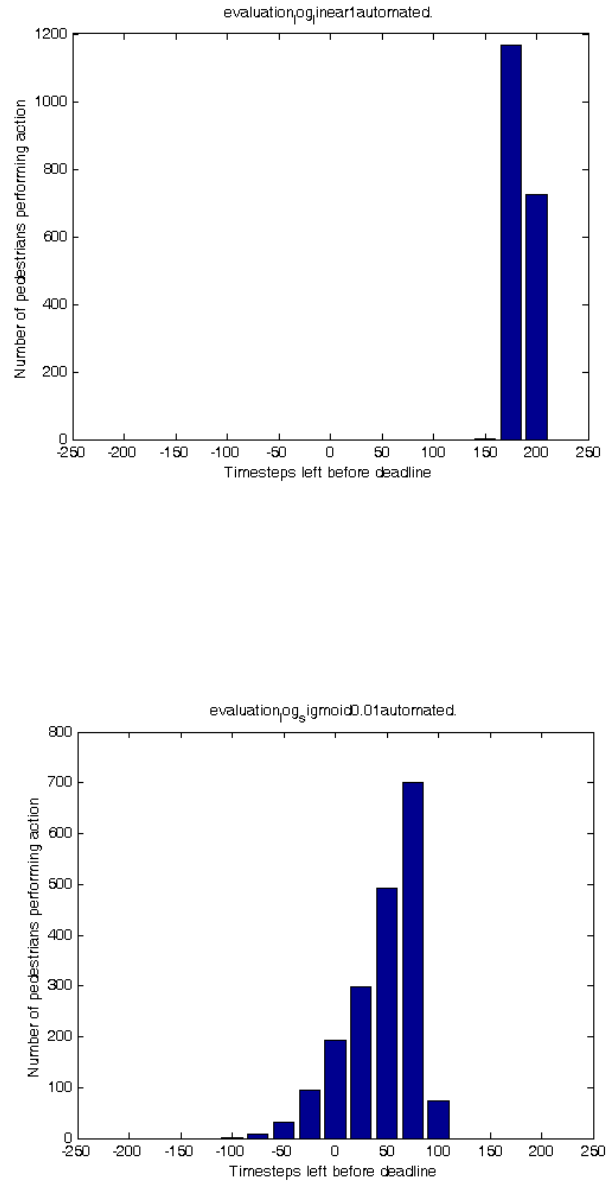 evaluation_log_linear1automated.
1200
1000
800
600
400
200
0
Number of pedestrians performing action
-250 -200 -150 -100 -50 0 50 100 150 200 250
Timesteps left before deadline
evaluation_log_sigmoid0.01automated.
800
700
600
500
400
300
200
100
0
Number of pedestrians performing action
-250 -200 -150 -100 -50 0 50 100 150 200 250
Timesteps left before deadline